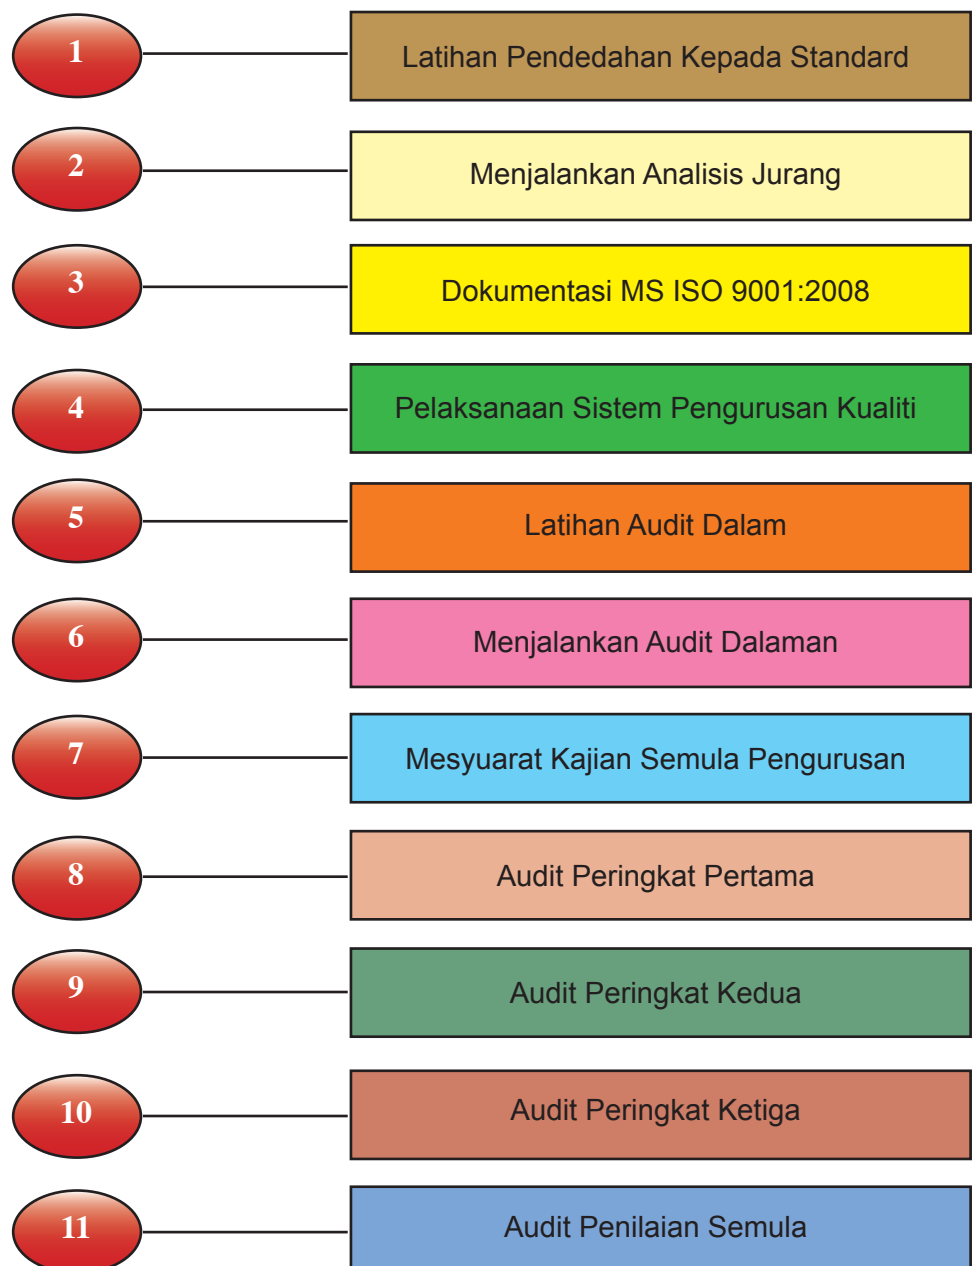 1 Latihan Pendedahan Kepada Standard
2 Menjalankan Analisis Jurang
3 Dokumentasi MS ISO 9001:2008
4 Pelaksanaan Sistem Pengurusan Kualiti
5 Latihan Audit Dalam
6 Menjalankan Audit Dalaman
7 Mesyuarat Kajian Semula Pengurusan
8 Audit Peringkat Pertama
9 Audit Peringkat Kedua
10 Audit Peringkat Ketiga
11 Audit Penilaian Semula